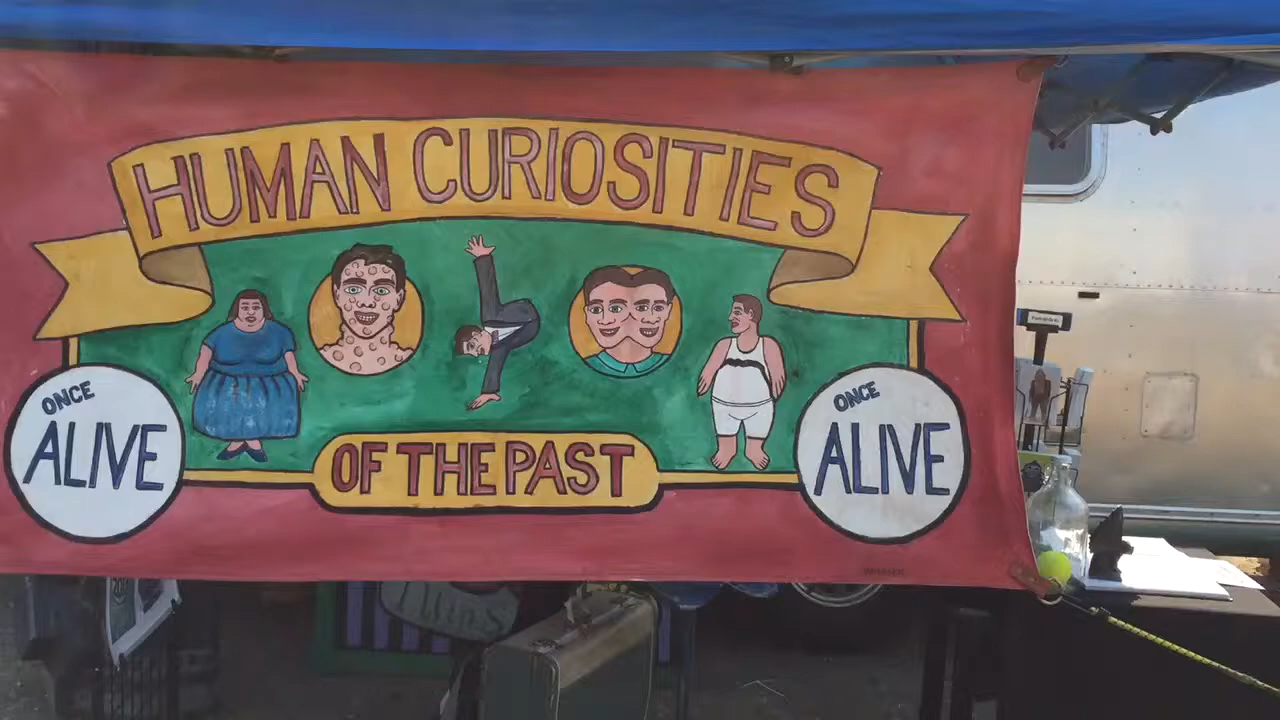 HUMAN CURIOSITIES
ONCE
ALIVE
OF THE PAST
ONCE
ALIVE